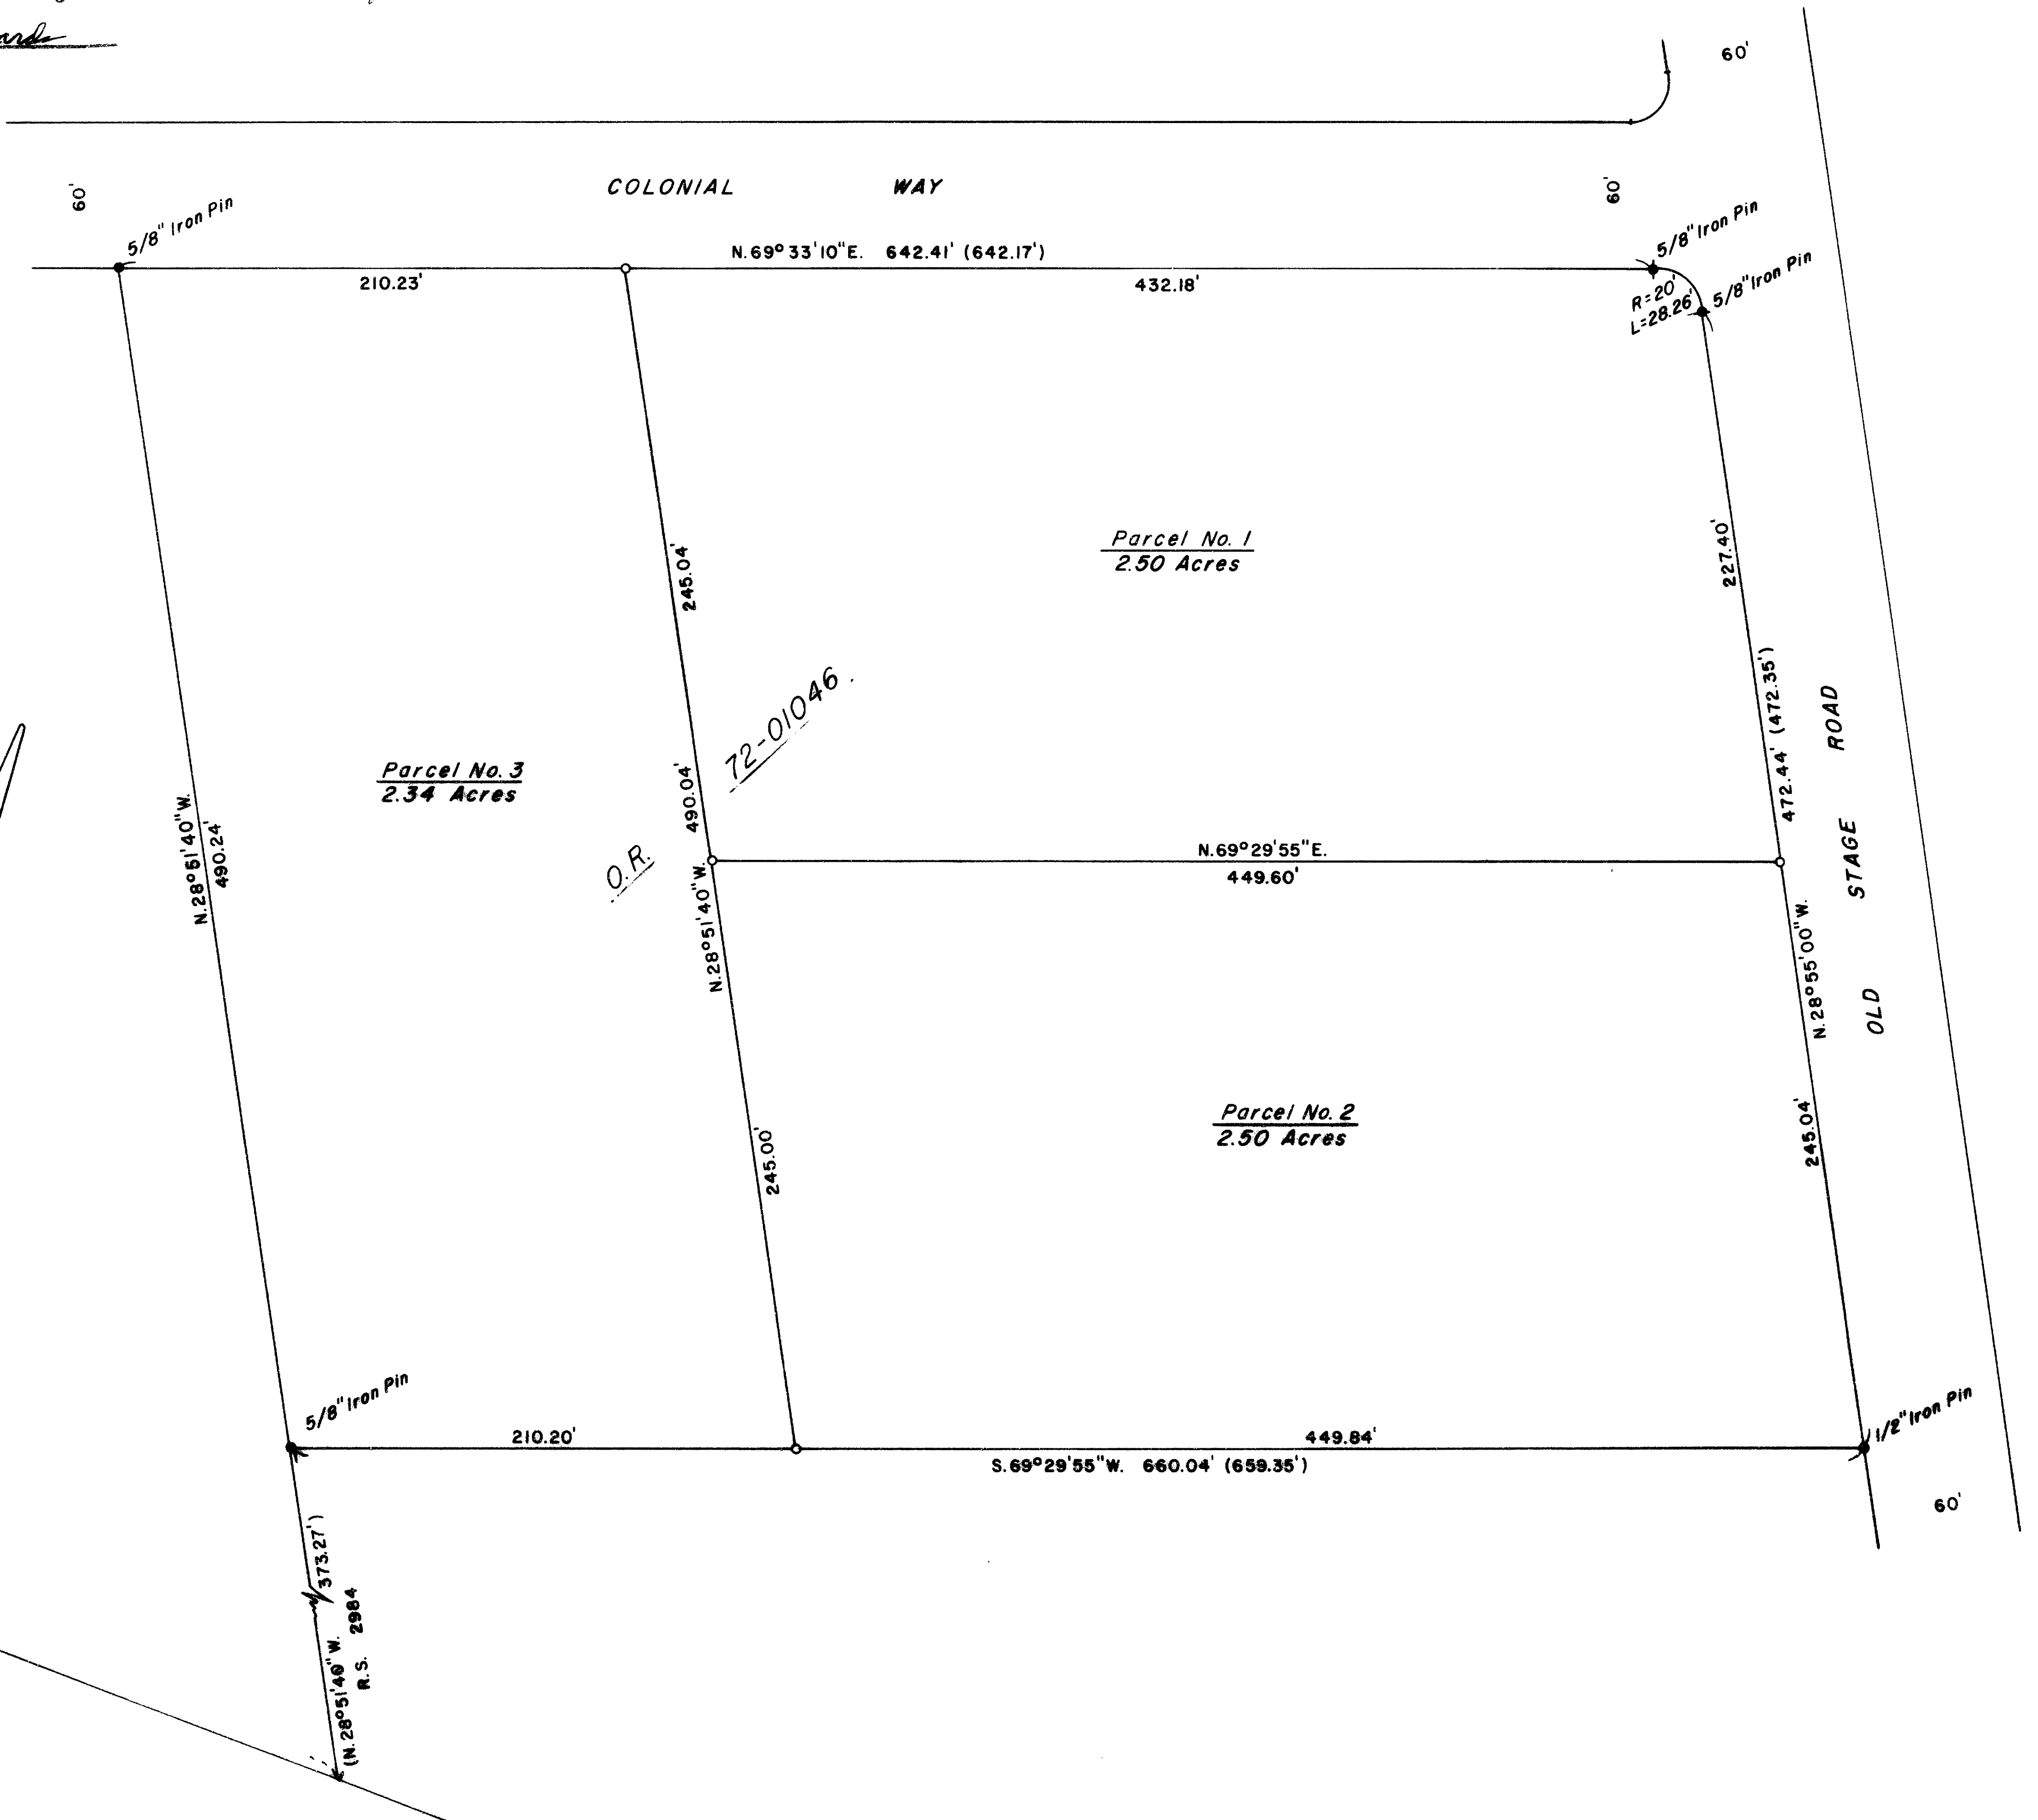 60'
60'
COLONIAL WAY
60'
5/8" Iron Pin
5/8" Iron Pin
N.69°33'10"E. 642.41' (642.17')
5/8" Iron Pin
210.23'
432.18'
R=20'
L=28.26'
227.40'
Parcel No. 1
2.50 Acres
245.04'
472.44' (472.35')
72-01046.
OLD STAGE ROAD
Parcel No. 3
2.34 Acres
490.04'
N.28°51'40"W.
490.24'
O.R.
N.69°29'55"E.
449.60'
N.28°51'40"W.
N.28°55'00"W.
Parcel No. 2
2.50 Acres
245.00'
245.04'
5/8" Iron Pin
1/2" Iron Pin
210.20'
449.84'
S.69°29'55"W. 660.04' (659.35')
60'
(N.28°51'40"W. 373.27')
R.S. 2984